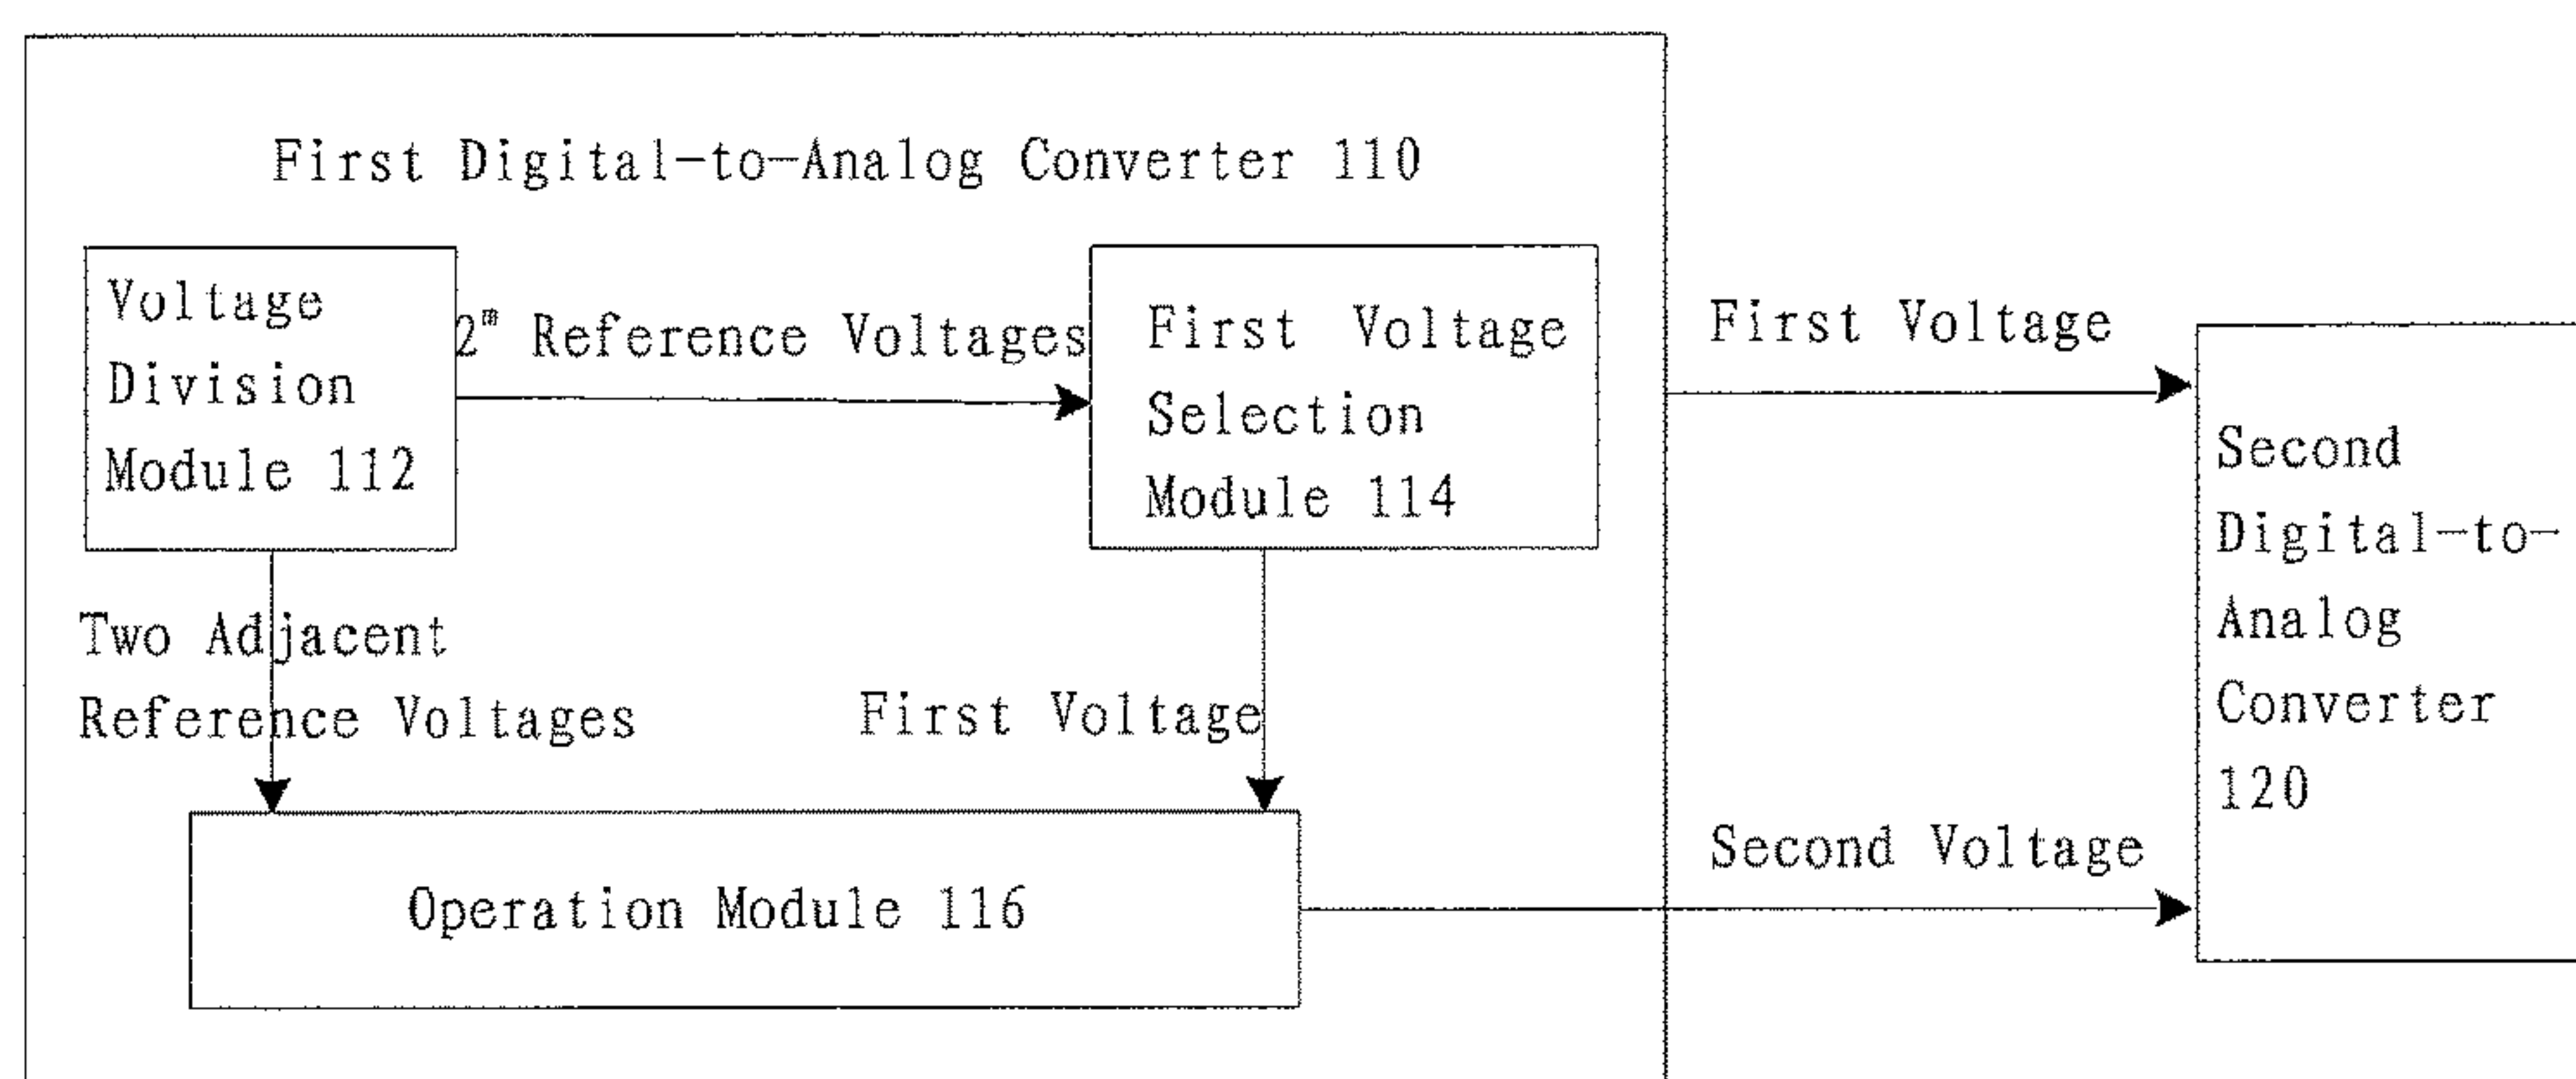 First Digital-to-Analog Converter 110
Voltage
Division
Module 112
2ᵐ Reference Voltages
First Voltage
Selection
Module 114
First Voltage
Second
Digital-to-
Analog
Converter
120
Two Adjacent
Reference Voltages
First Voltage
Second Voltage
Operation Module 116